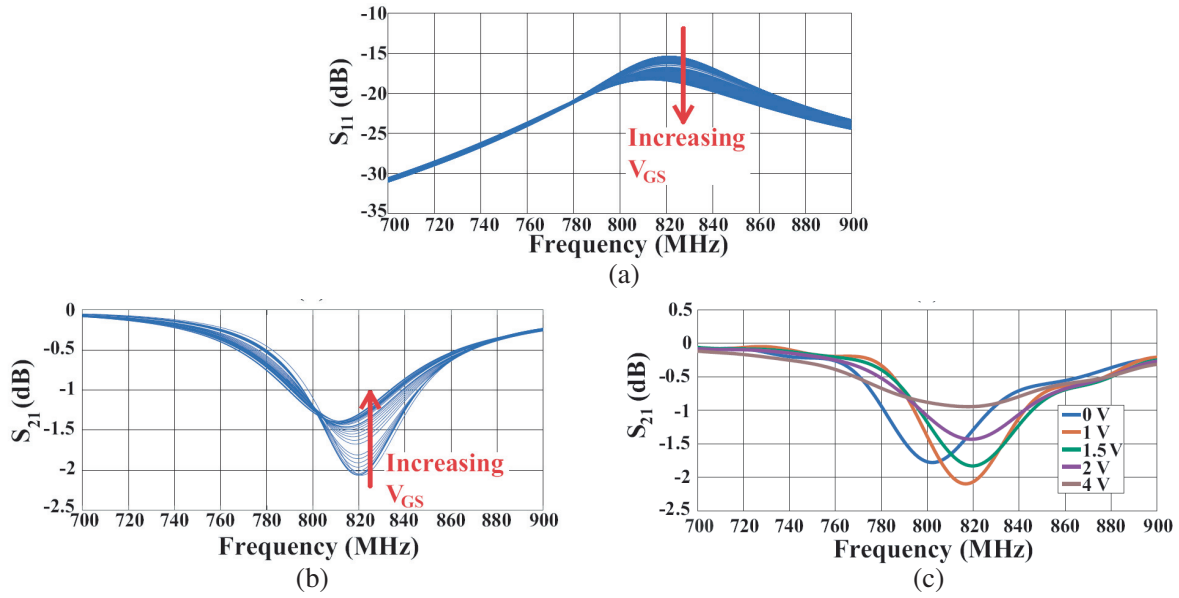 -10
-15
-20
-25
-30
-35
S11 (dB)
Increasing
VGS
700 720 740 760 780 800 820 840 860 880 900
Frequency (MHz)
(a)
0
-0.5
-1
-1.5
-2
-2.5
S21 (dB)
Increasing
VGS
700 720 740 760 780 800 820 840 860 880 900
Frequency (MHz)
(b)
0.5
0
-0.5
-1
-1.5
-2
-2.5
S21 (dB)
0 V
1 V
1.5 V
2 V
4 V
700 720 740 760 780 800 820 840 860 880 900
Frequency (MHz)
(c)